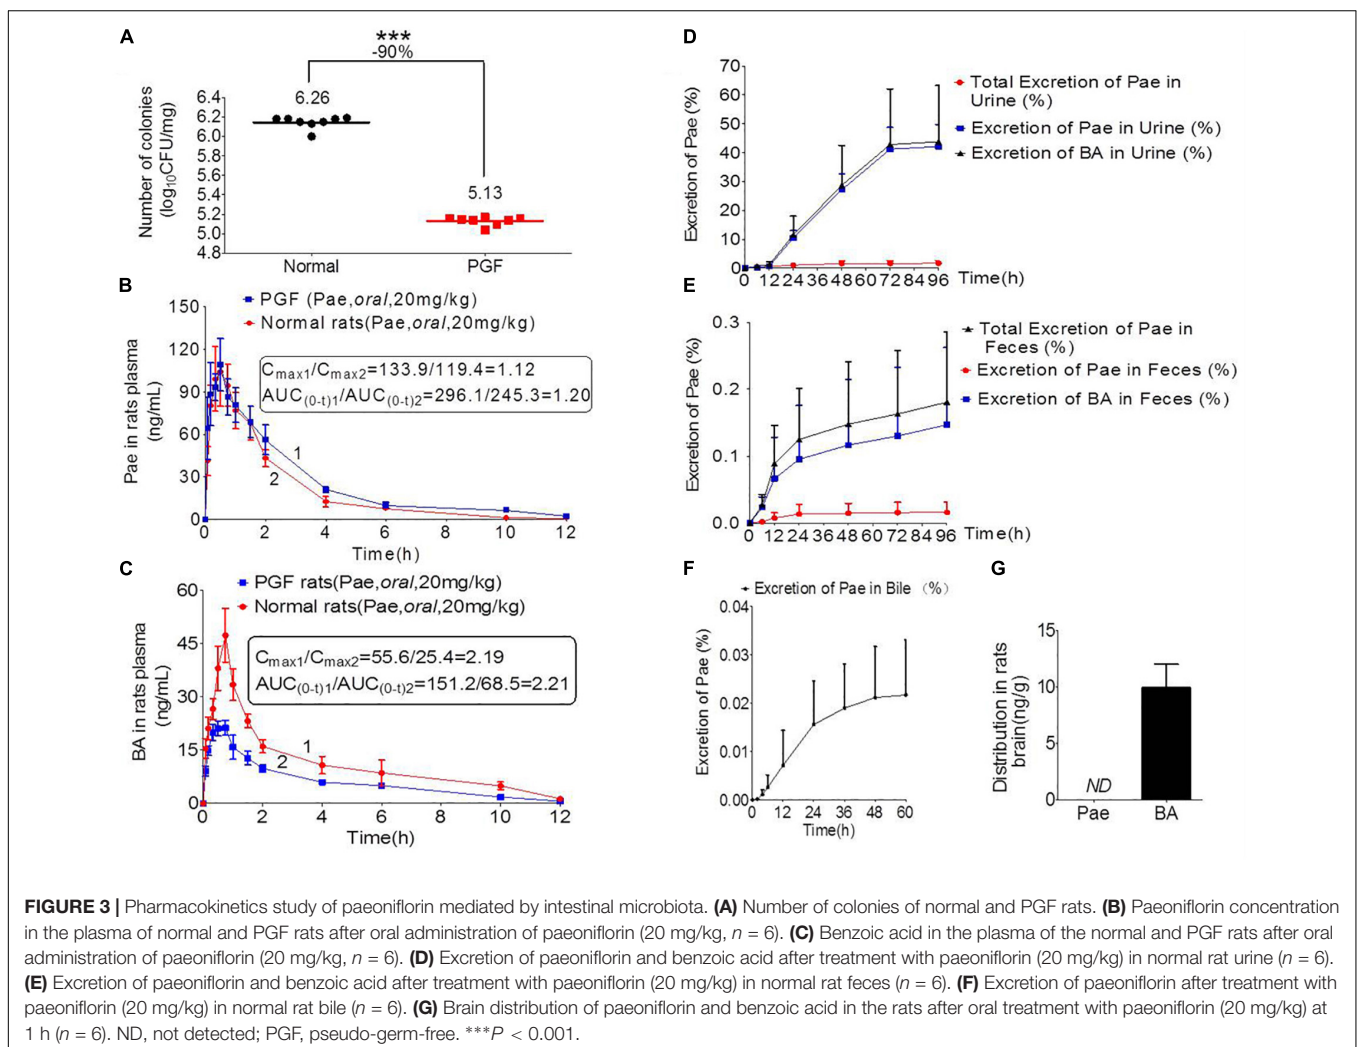 A
***
-90%
Number of colonies
(log10CFU/mg)
6.4
6.2
6.0
5.8
5.6
5.4
5.2
5.0
4.8
6.26
5.13
Normal
PGF
B
PGF (Pae,oral,20mg/kg)
Normal rats(Pae,oral,20mg/kg)
Cmax1/Cmax2=133.9/119.4=1.12
AUC(0-t)1/AUC(0-t)2=296.1/245.3=1.20
Pae in rats plasma
(ng/mL)
150
120
90
60
30
0
1
2
0 2 4 6 8 10 12
Time(h)
C
PGF rats(Pae,oral,20mg/kg)
Normal rats(Pae,oral,20mg/kg)
Cmax1/Cmax2=55.6/25.4=2.19
AUC(0-t)1/AUC(0-t)2=151.2/68.5=2.21
BA in rats plasma
(ng/mL)
60
45
30
15
0
1
2
0 2 4 6 8 10 12
Time(h)
D
Excretion of Pae (%)
70
60
50
40
30
20
10
0
Total Excretion of Pae in
Urine (%)
Excretion of Pae in Urine (%)
Excretion of BA in Urine (%)
0 12 24 36 48 60 72 84 96
Time(h)
E
Excretion of Pae (%)
0.3
0.2
0.1
0.0
Total Excretion of Pae in
Feces (%)
Excretion of Pae in Feces (%)
Excretion of BA in Feces (%)
0 12 24 36 48 60 72 84 96
Time(h)
F
Excretion of Pae in Bile (%)
Excretion of Pae (%)
0.04
0.03
0.02
0.01
0.00
0 12 24 36 48 60
Time(h)
G
Distribution in rats
brain(ng/g)
15
10
5
0
ND
Pae
BA
FIGURE 3 | Pharmacokinetics study of paeoniflorin mediated by intestinal microbiota. (A) Number of colonies of normal and PGF rats. (B) Paeoniflorin concentration
in the plasma of normal and PGF rats after oral administration of paeoniflorin (20 mg/kg, n = 6). (C) Benzoic acid in the plasma of the normal and PGF rats after oral
administration of paeoniflorin (20 mg/kg, n = 6). (D) Excretion of paeoniflorin and benzoic acid after treatment with paeoniflorin (20 mg/kg) in normal rat urine (n = 6).
(E) Excretion of paeoniflorin and benzoic acid after treatment with paeoniflorin (20 mg/kg) in normal rat feces (n = 6). (F) Excretion of paeoniflorin after treatment with
paeoniflorin (20 mg/kg) in normal rat bile (n = 6). (G) Brain distribution of paeoniflorin and benzoic acid in the rats after oral treatment with paeoniflorin (20 mg/kg) at
1 h (n = 6). ND, not detected; PGF, pseudo-germ-free. ***P < 0.001.